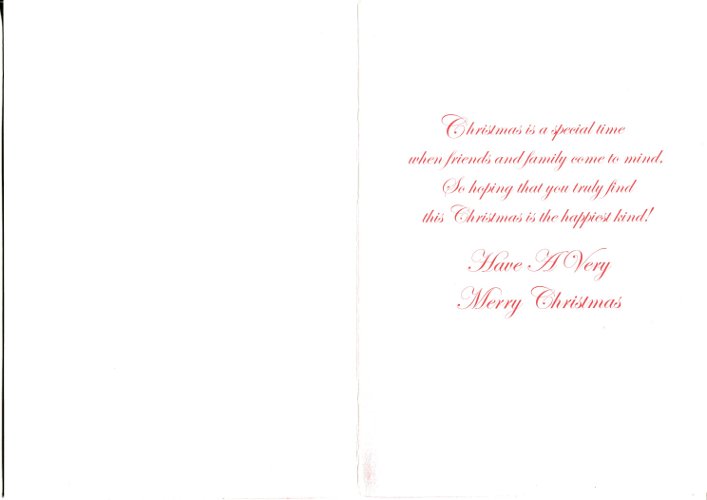 Christmas is a special time
when friends and family come to mind,
So hoping that you truly find
this Christmas is the happiest kind!
Have A Very
Merry Christmas